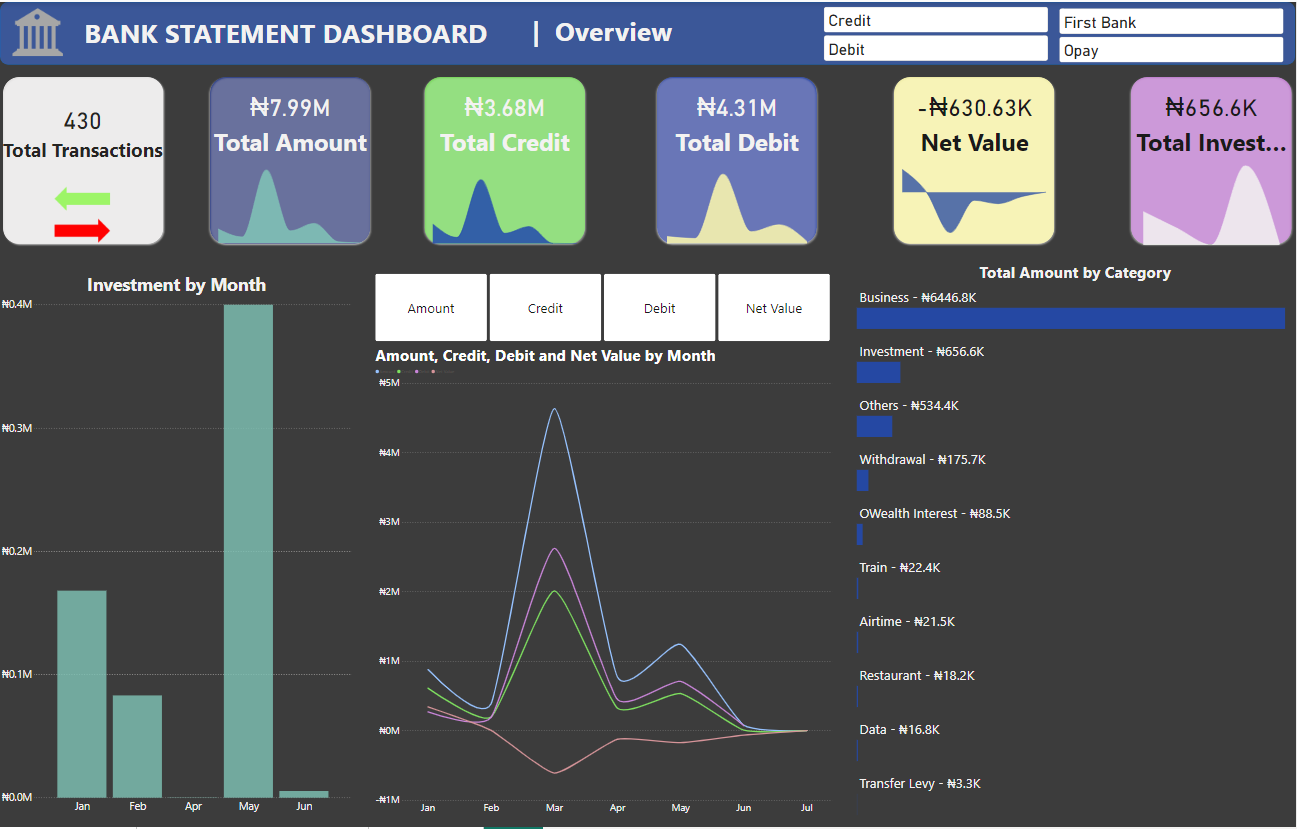 BANK STATEMENT DASHBOARD | Overview
Credit
Debit
First Bank
Opay
430
Total Transactions
₦7.99M
Total Amount
₦3.68M
Total Credit
₦4.31M
Total Debit
-₦630.63K
Net Value
₦656.6K
Total Invest...
Investment by Month
₦0.4M
₦0.3M
₦0.2M
₦0.1M
₦0.0M
Jan Feb Apr May Jun
Amount Credit Debit Net Value
Amount, Credit, Debit and Net Value by Month
₦5M
₦4M
₦3M
₦2M
₦1M
₦0M
-₦1M
Jan Feb Mar Apr May Jun Jul
Total Amount by Category
Business - ₦6446.8K
Investment - ₦656.6K
Others - ₦534.4K
Withdrawal - ₦175.7K
OWealth Interest - ₦88.5K
Train - ₦22.4K
Airtime - ₦21.5K
Restaurant - ₦18.2K
Data - ₦16.8K
Transfer Levy - ₦3.3K